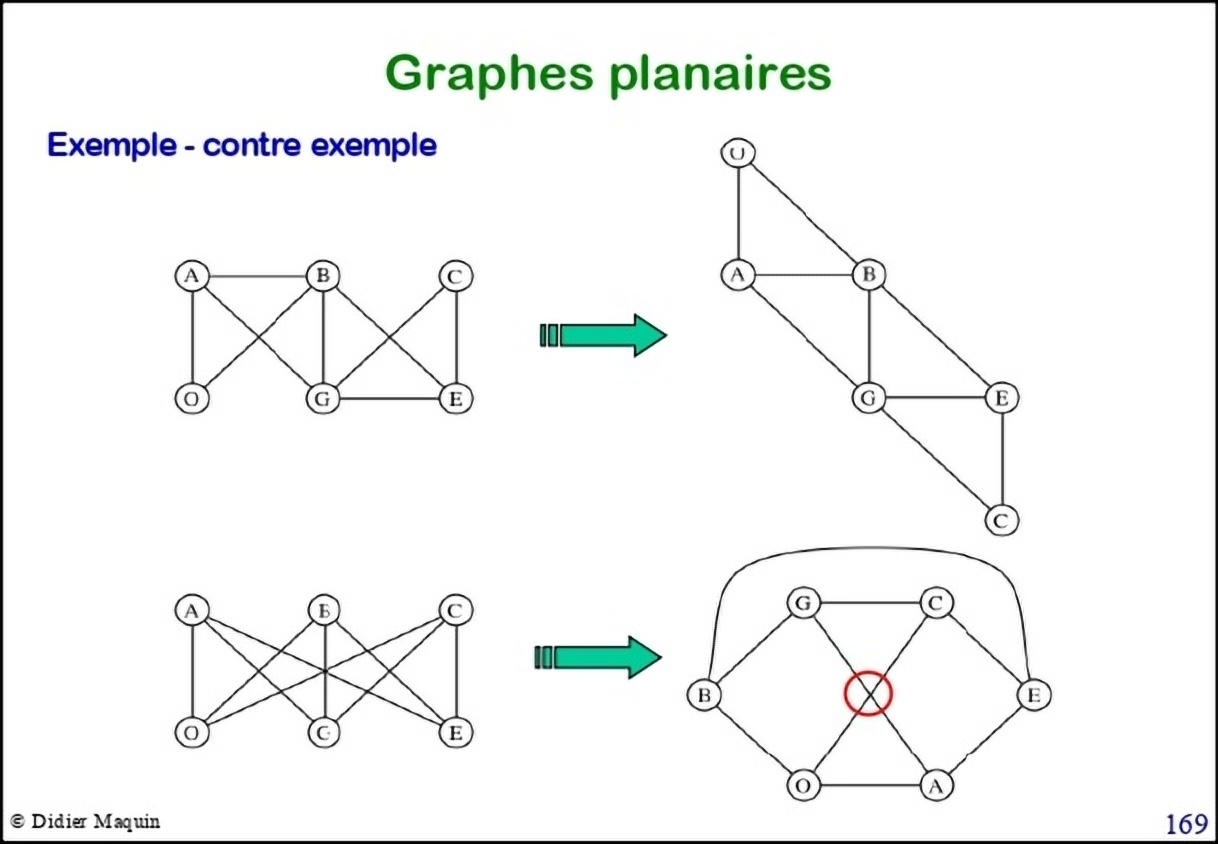 Graphes planaires
Exemple - contre exemple
O
A B C
A B
O G E
G E
C
A B C
G C
B E
O G E
O A
© Didier Maquin
169